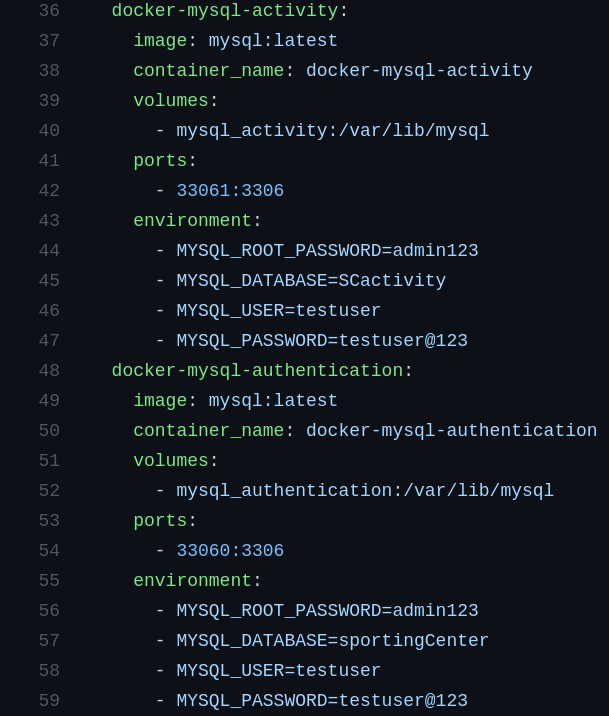 36 docker-mysql-activity:
37 image: mysql:latest
38 container_name: docker-mysql-activity
39 volumes:
40 - mysql_activity:/var/lib/mysql
41 ports:
42 - 33061:3306
43 environment:
44 - MYSQL_ROOT_PASSWORD=admin123
45 - MYSQL_DATABASE=SCactivity
46 - MYSQL_USER=testuser
47 - MYSQL_PASSWORD=testuser@123
48 docker-mysql-authentication:
49 image: mysql:latest
50 container_name: docker-mysql-authentication
51 volumes:
52 - mysql_authentication:/var/lib/mysql
53 ports:
54 - 33060:3306
55 environment:
56 - MYSQL_ROOT_PASSWORD=admin123
57 - MYSQL_DATABASE=sportingCenter
58 - MYSQL_USER=testuser
59 - MYSQL_PASSWORD=testuser@123